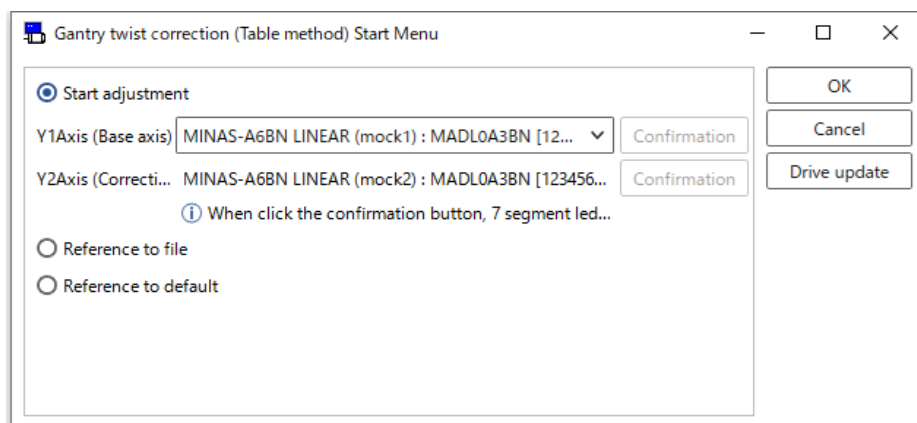 Gantry twist correction (Table method) Start Menu
Start adjustment
OK
Y1Axis (Base axis) MINAS-A6BN LINEAR (mock1) : MADL0A3BN [12... Confirmation
Cancel
Y2Axis (Correcti... MINAS-A6BN LINEAR (mock2) : MADL0A3BN [123456... Confirmation
Drive update
When click the confirmation button, 7 segment led...
Reference to file
Reference to default